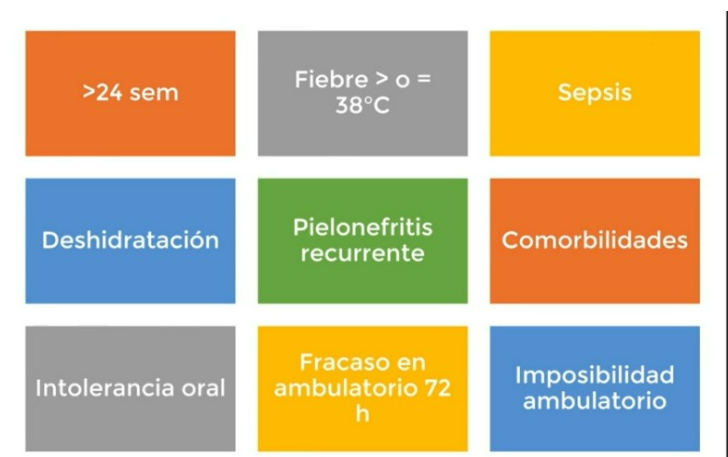 >24 sem
Fiebre > o =
38°C
Sepsis
Deshidratación
Pielonefritis
recurrente
Comorbilidades
Intolerancia oral
Fracaso en
ambulatorio 72
h
Imposibilidad
ambulatorio